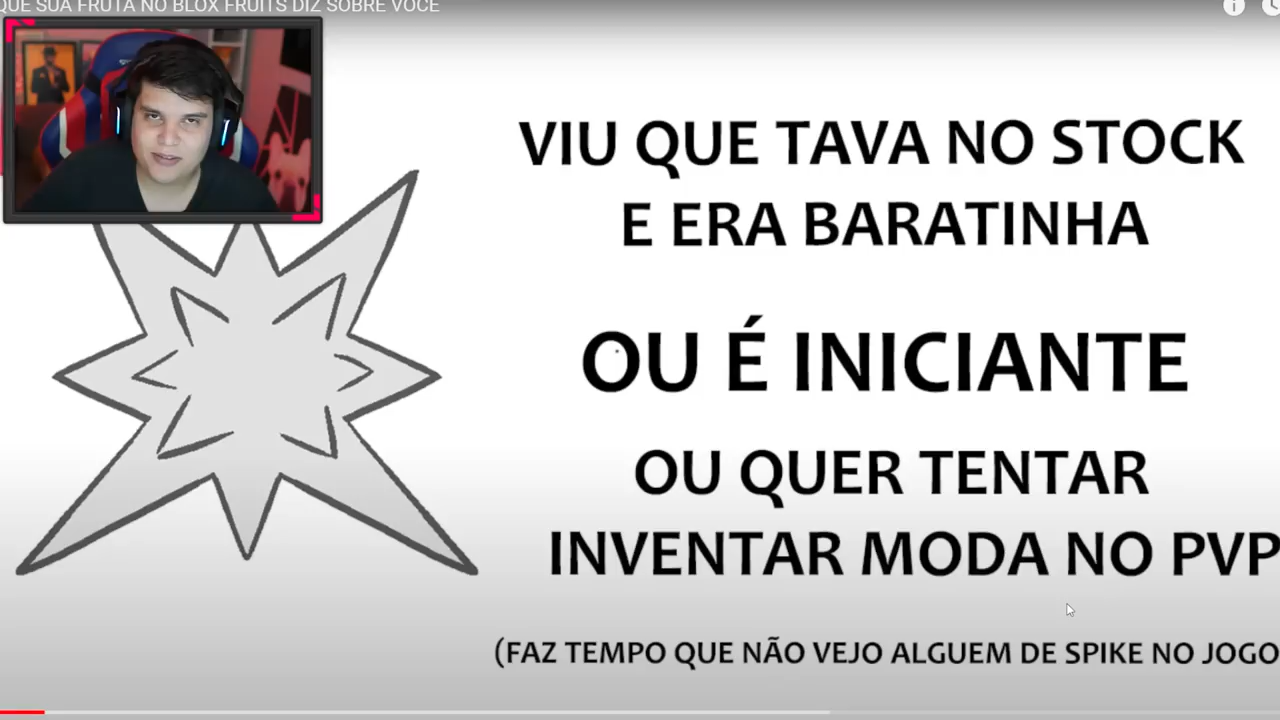 QUE SUA FRUTA NO BLOX FRUITS DIZ SOBRE VOCÊ
VIU QUE TAVA NO STOCK
E ERA BARATINHA
OU É INICIANTE
OU QUER TENTAR
INVENTAR MODA NO PVP
(FAZ TEMPO QUE NÃO VEJO ALGUEM DE SPIKE NO JOGO